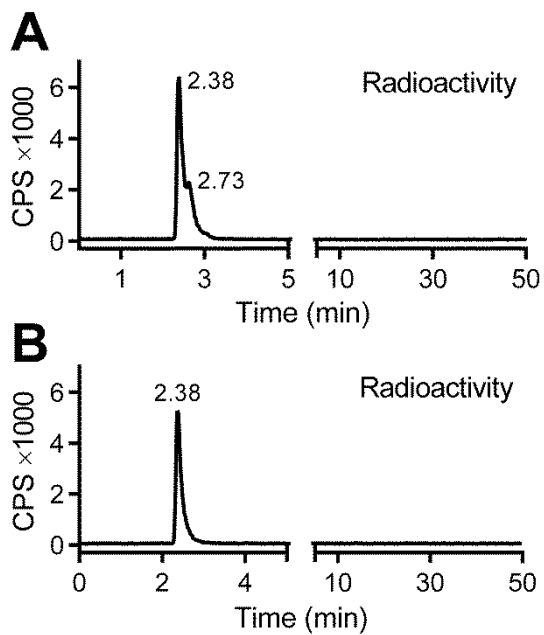 A
Radioactivity
CPS ×1000
6
4
2
0
2.38
2.73
1 3 5 10 30 50
Time (min)
B
Radioactivity
CPS ×1000
6
4
2
0
2.38
0 2 4 10 30 50
Time (min)